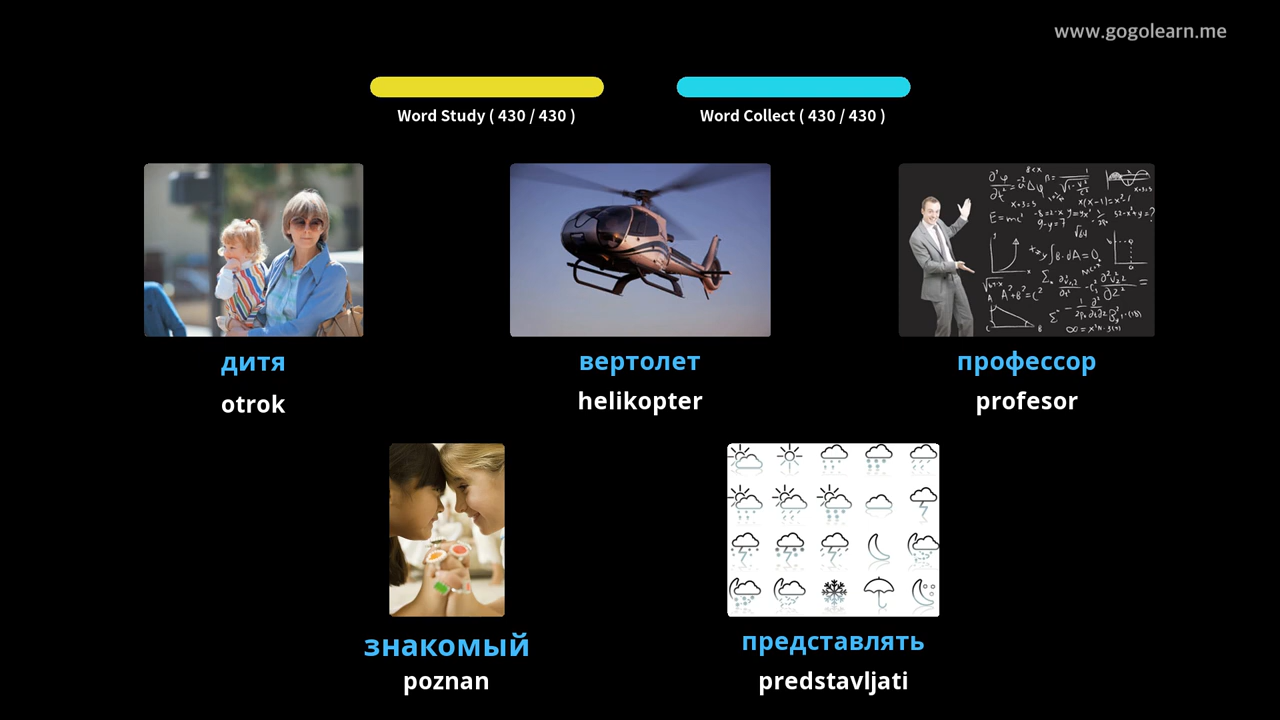 www.gogolearn.me
Word Study ( 430 / 430 )
Word Collect ( 430 / 430 )
дитя
otrok
вертолет
helikopter
профессор
profesor
знакомый
poznan
представлять
predstavljati